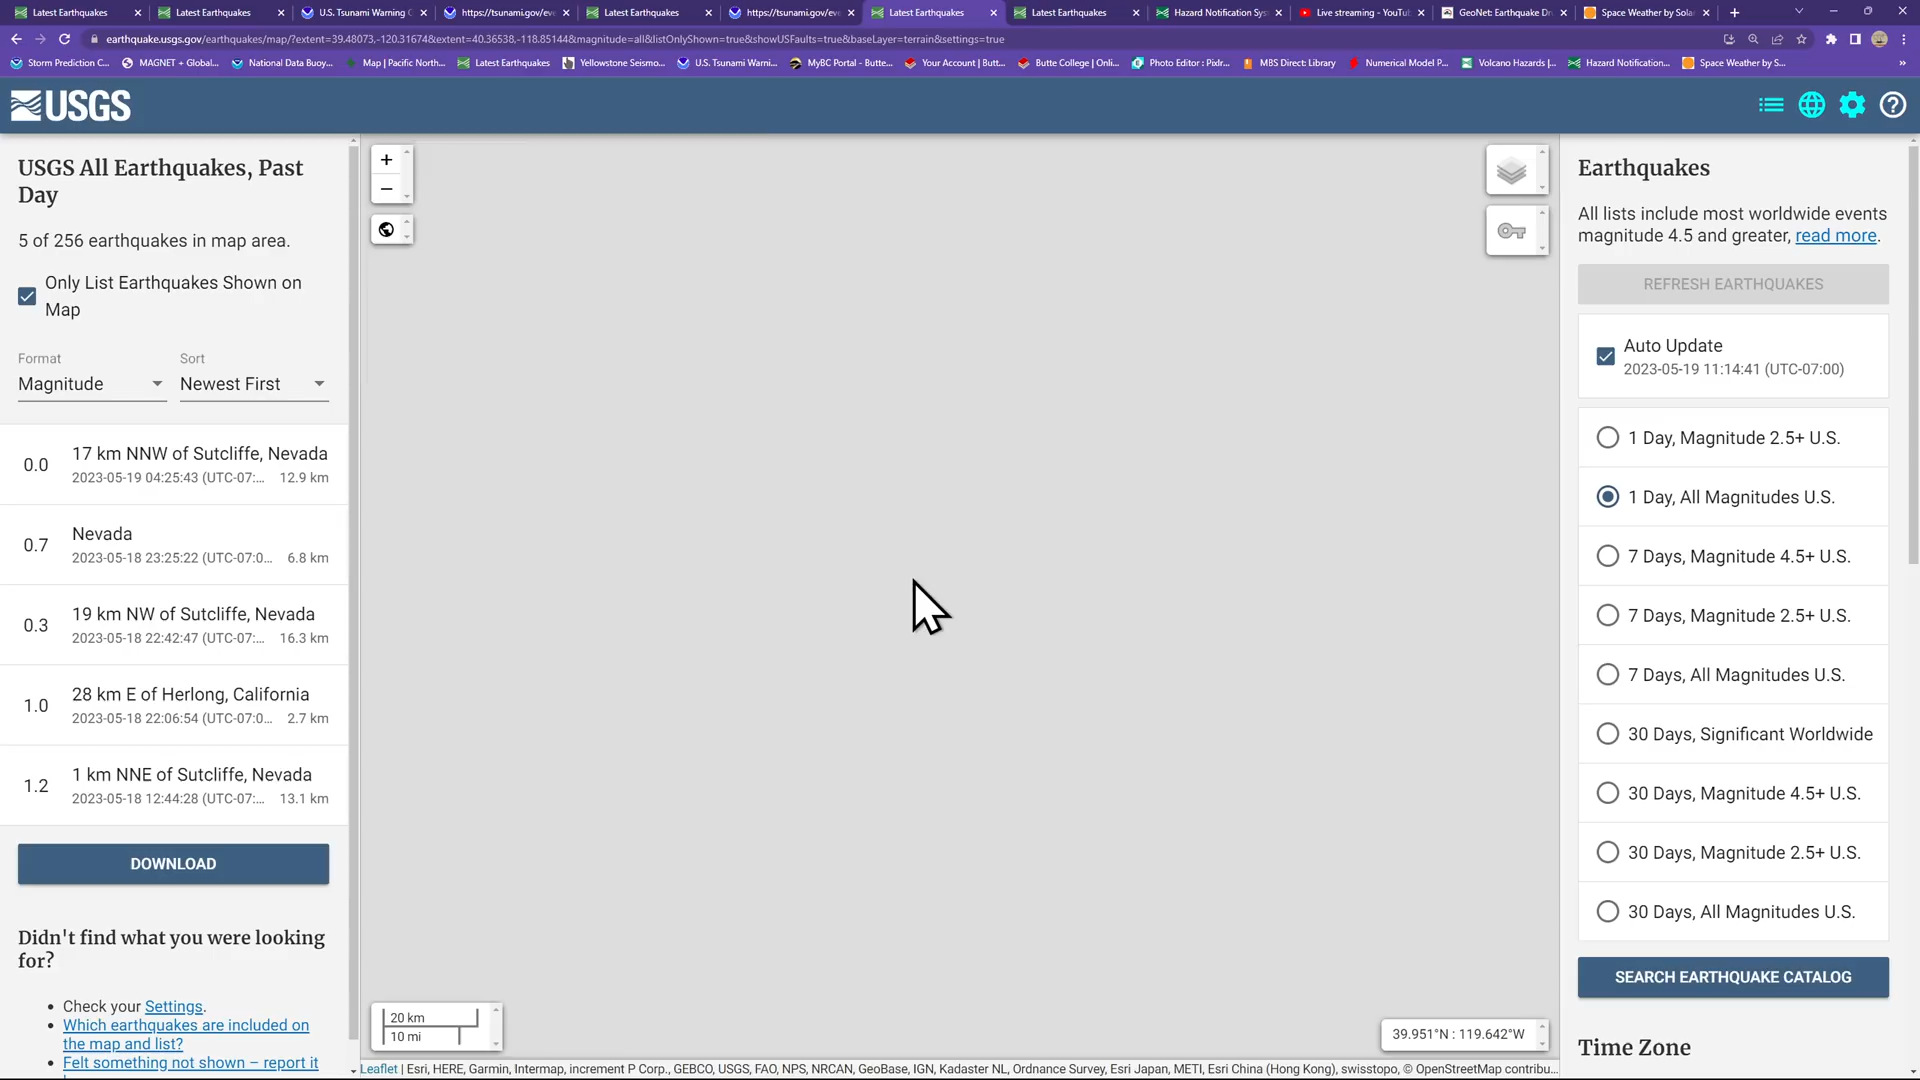 Latest Earthquakes
Latest Earthquakes
U.S. Tsunami Warning C
https://tsunami.gov/eve
Latest Earthquakes
https://tsunami.gov/eve
Latest Earthquakes
Latest Earthquakes
Hazard Notification Sys
Live streaming - YouTub
GeoNet: Earthquake Dru
Space Weather by Solar
earthquake.usgs.gov/earthquakes/map/?extent=39.48073,-120.31674&extent=40.36538,-118.85144&magnitude=all&listOnlyShown=true&showUSFaults=true&baseLayer=terrain&settings=true
Storm Prediction C...
MAGNET + Global...
National Data Buoy...
Map | Pacific North...
Latest Earthquakes
Yellowstone Seismo...
U.S. Tsunami Warni...
MyBC Portal - Butte...
Your Account | Butt...
Butte College | Onli...
Photo Editor : Pixlr...
MBS Direct: Library
Numerical Model P...
Volcano Hazards |...
Hazard Notification...
Space Weather by S...
USGS
USGS All Earthquakes, Past
Day
5 of 256 earthquakes in map area.
Only List Earthquakes Shown on
Map
Format
Sort
Magnitude
Newest First
0.0
17 km NNW of Sutcliffe, Nevada
2023-05-19 04:25:43 (UTC-07:... 12.9 km
0.7
Nevada
2023-05-18 23:25:22 (UTC-07:0... 6.8 km
0.3
19 km NW of Sutcliffe, Nevada
2023-05-18 22:42:47 (UTC-07:... 16.3 km
1.0
28 km E of Herlong, California
2023-05-18 22:06:54 (UTC-07:0... 2.7 km
1.2
1 km NNE of Sutcliffe, Nevada
2023-05-18 12:44:28 (UTC-07:... 13.1 km
DOWNLOAD
Didn't find what you were looking
for?
• Check your Settings.
• Which earthquakes are included on
the map and list?
• Felt something not shown – report it
+
−
20 km
10 mi
39.951°N : 119.642°W
Leaflet | Esri, HERE, Garmin, Intermap, increment P Corp., GEBCO, USGS, FAO, NPS, NRCAN, GeoBase, IGN, Kadaster NL, Ordnance Survey, Esri Japan, METI, Esri China (Hong Kong), swisstopo, © OpenStreetMap contribu...
Earthquakes
All lists include most worldwide events
magnitude 4.5 and greater, read more.
REFRESH EARTHQUAKES
Auto Update
2023-05-19 11:14:41 (UTC-07:00)
1 Day, Magnitude 2.5+ U.S.
1 Day, All Magnitudes U.S.
7 Days, Magnitude 4.5+ U.S.
7 Days, Magnitude 2.5+ U.S.
7 Days, All Magnitudes U.S.
30 Days, Significant Worldwide
30 Days, Magnitude 4.5+ U.S.
30 Days, Magnitude 2.5+ U.S.
30 Days, All Magnitudes U.S.
SEARCH EARTHQUAKE CATALOG
Time Zone